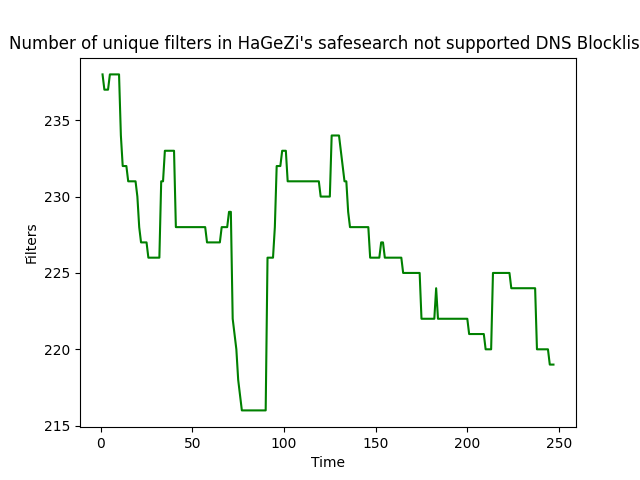 Number of unique filters in HaGeZi's safesearch not supported DNS Blocklis
235
230
225
220
215
Filters
0 50 100 150 200 250
Time